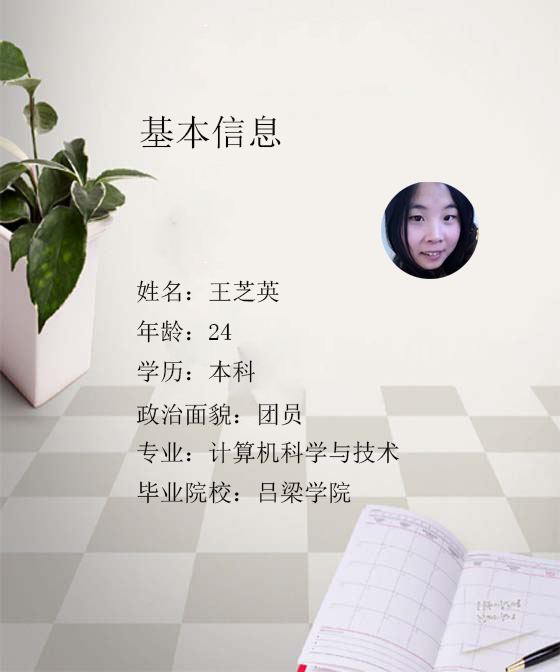 基本信息
姓名：王芝英
年龄：24
学历：本科
政治面貌：团员
专业：计算机科学与技术
毕业院校：吕梁学院